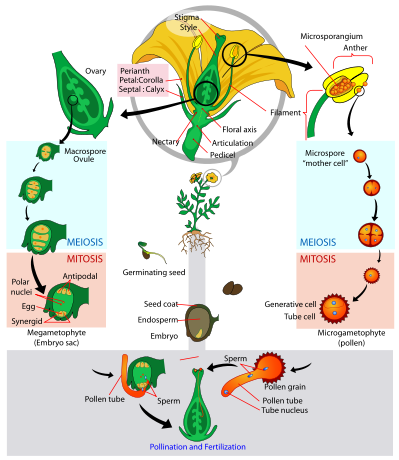 Stigma
Style
Microsporangium
Anther
Ovary
Perianth
Petal:Corolla
Septal : Calyx
Filament
Nectary
Floral axis
Articulation
Pedicel
Macrospore
Ovule
Microspore
"mother cell"
MEIOSIS
MEIOSIS
MITOSIS
MITOSIS
Germinating seed
Antipodal
Polar
nuclei
Egg
Synergid
Megametophyte
(Embryo sac)
Seed coat
Endosperm
Embryo
Generative cell
Tube cell
Microgametophyte
(pollen)
Sperm
Pollen grain
Pollen tube
Sperm
Pollen tube
Tube nucleus
Pollination and Fertilization